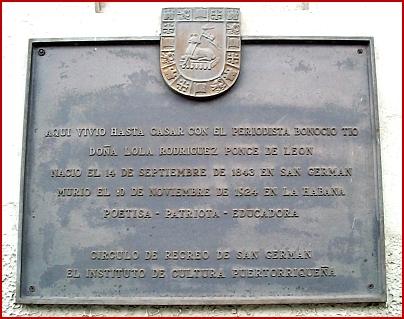 AQUI VIVIO HASTA CASAR CON EL PERIODISTA BONOCIO TIO
DOÑA LOLA RODRIGUEZ PONCE DE LEON
NACIO EL 14 DE SEPTIEMBRE DE 1843 EN SAN GERMAN
MURIO EL 10 DE NOVIEMBRE DE 1924 EN LA HABANA
POETISA - PATRIOTA - EDUCADORA
CIRCULO DE RECREO DE SAN GERMAN
EL INSTITUTO DE CULTURA PUERTORRIQUEÑA